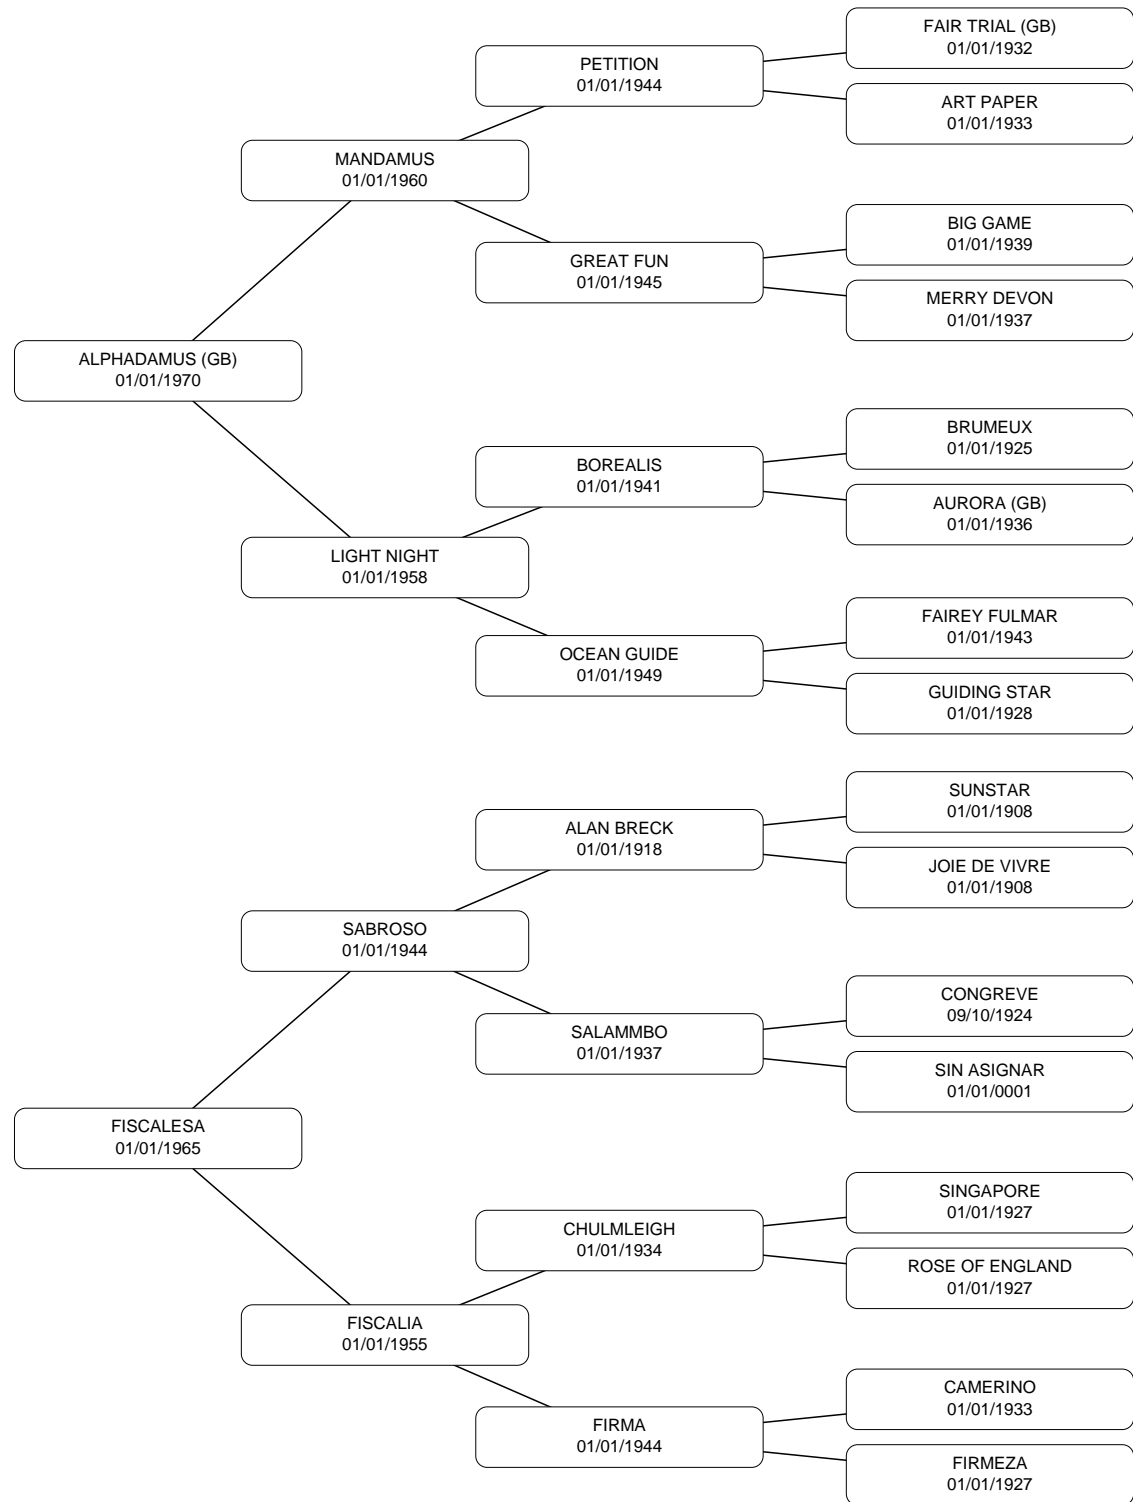 FAIR TRIAL (GB)
01/01/1932
PETITION
01/01/1944
ART PAPER
01/01/1933
MANDAMUS
01/01/1960
BIG GAME
01/01/1939
GREAT FUN
01/01/1945
MERRY DEVON
01/01/1937
ALPHADAMUS (GB)
01/01/1970
BRUMEUX
01/01/1925
BOREALIS
01/01/1941
AURORA (GB)
01/01/1936
LIGHT NIGHT
01/01/1958
FAIREY FULMAR
01/01/1943
OCEAN GUIDE
01/01/1949
GUIDING STAR
01/01/1928
SUNSTAR
01/01/1908
ALAN BRECK
01/01/1918
JOIE DE VIVRE
01/01/1908
SABROSO
01/01/1944
CONGREVE
09/10/1924
SALAMMBO
01/01/1937
SIN ASIGNAR
01/01/0001
FISCALESA
01/01/1965
SINGAPORE
01/01/1927
CHULMLEIGH
01/01/1934
ROSE OF ENGLAND
01/01/1927
FISCALIA
01/01/1955
CAMERINO
01/01/1933
FIRMA
01/01/1944
FIRMEZA
01/01/1927